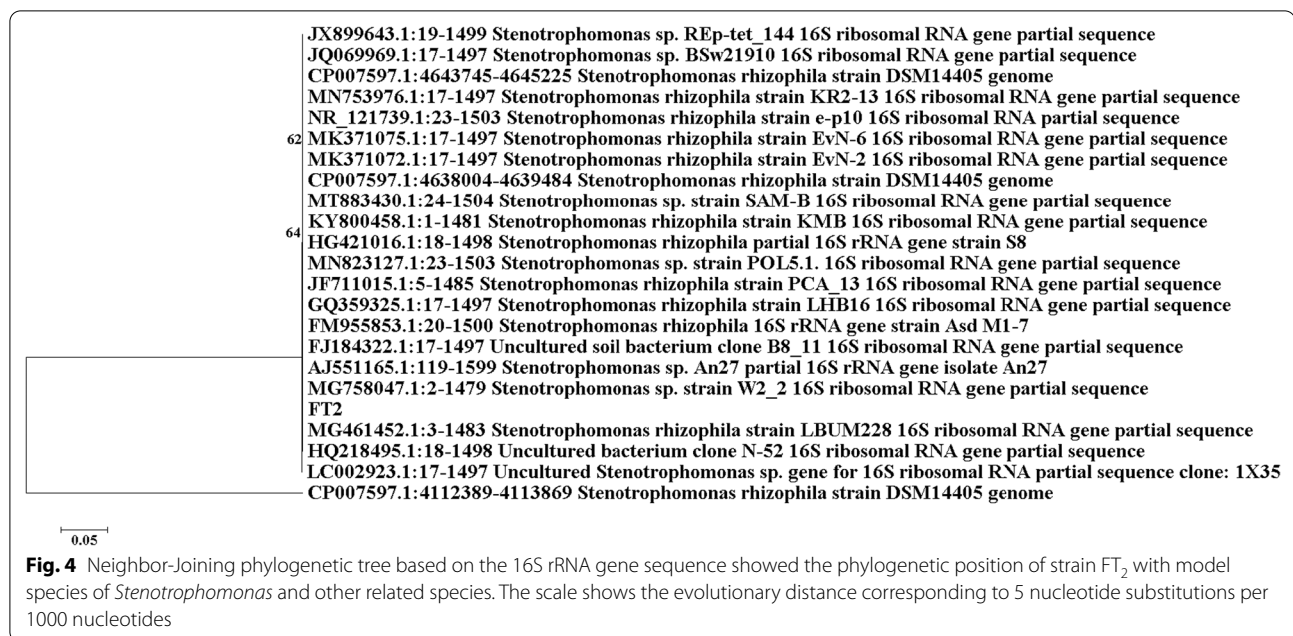 JX899643.1:19-1499 Stenotrophomonas sp. REp-tet_144 16S ribosomal RNA gene partial sequence
JQ069969.1:17-1497 Stenotrophomonas sp. BSw21910 16S ribosomal RNA gene partial sequence
CP007597.1:4643745-4645225 Stenotrophomonas rhizophila strain DSM14405 genome
MN753976.1:17-1497 Stenotrophomonas rhizophila strain KR2-13 16S ribosomal RNA gene partial sequence
NR_121739.1:23-1503 Stenotrophomonas rhizophila strain e-p10 16S ribosomal RNA partial sequence
62 MK371075.1:17-1497 Stenotrophomonas rhizophila strain EvN-6 16S ribosomal RNA gene partial sequence
MK371072.1:17-1497 Stenotrophomonas rhizophila strain EvN-2 16S ribosomal RNA gene partial sequence
CP007597.1:4638004-4639484 Stenotrophomonas rhizophila strain DSM14405 genome
MT883430.1:24-1504 Stenotrophomonas sp. strain SAM-B 16S ribosomal RNA gene partial sequence
KY800458.1:1-1481 Stenotrophomonas rhizophila strain KMB 16S ribosomal RNA gene partial sequence
64 HG421016.1:18-1498 Stenotrophomonas rhizophila partial 16S rRNA gene strain S8
MN823127.1:23-1503 Stenotrophomonas sp. strain POL5.1. 16S ribosomal RNA gene partial sequence
JF711015.1:5-1485 Stenotrophomonas rhizophila strain PCA_13 16S ribosomal RNA gene partial sequence
GQ359325.1:17-1497 Stenotrophomonas rhizophila strain LHB16 16S ribosomal RNA gene partial sequence
FM955853.1:20-1500 Stenotrophomonas rhizophila 16S rRNA gene strain Asd M1-7
FJ184322.1:17-1497 Uncultured soil bacterium clone B8_11 16S ribosomal RNA gene partial sequence
AJ551165.1:119-1599 Stenotrophomonas sp. An27 partial 16S rRNA gene isolate An27
MG758047.1:2-1479 Stenotrophomonas sp. strain W2_2 16S ribosomal RNA gene partial sequence
FT2
MG461452.1:3-1483 Stenotrophomonas rhizophila strain LBUM228 16S ribosomal RNA gene partial sequence
HQ218495.1:18-1498 Uncultured bacterium clone N-52 16S ribosomal RNA gene partial sequence
LC002923.1:17-1497 Uncultured Stenotrophomonas sp. gene for 16S ribosomal RNA partial sequence clone: 1X35
CP007597.1:4112389-4113869 Stenotrophomonas rhizophila strain DSM14405 genome
0.05
Fig. 4 Neighbor-Joining phylogenetic tree based on the 16S rRNA gene sequence showed the phylogenetic position of strain FT₂ with model
species of Stenotrophomonas and other related species. The scale shows the evolutionary distance corresponding to 5 nucleotide substitutions per
1000 nucleotides